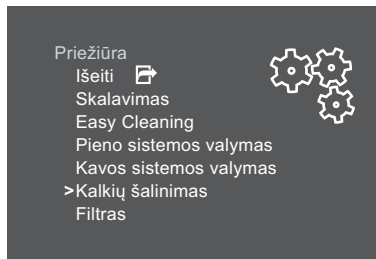 Priežiūra
Išeiti
Skalavimas
Easy Cleaning
Pieno sistemos valymas
Kavos sistemos valymas
>Kalkių šalinimas
Filtras